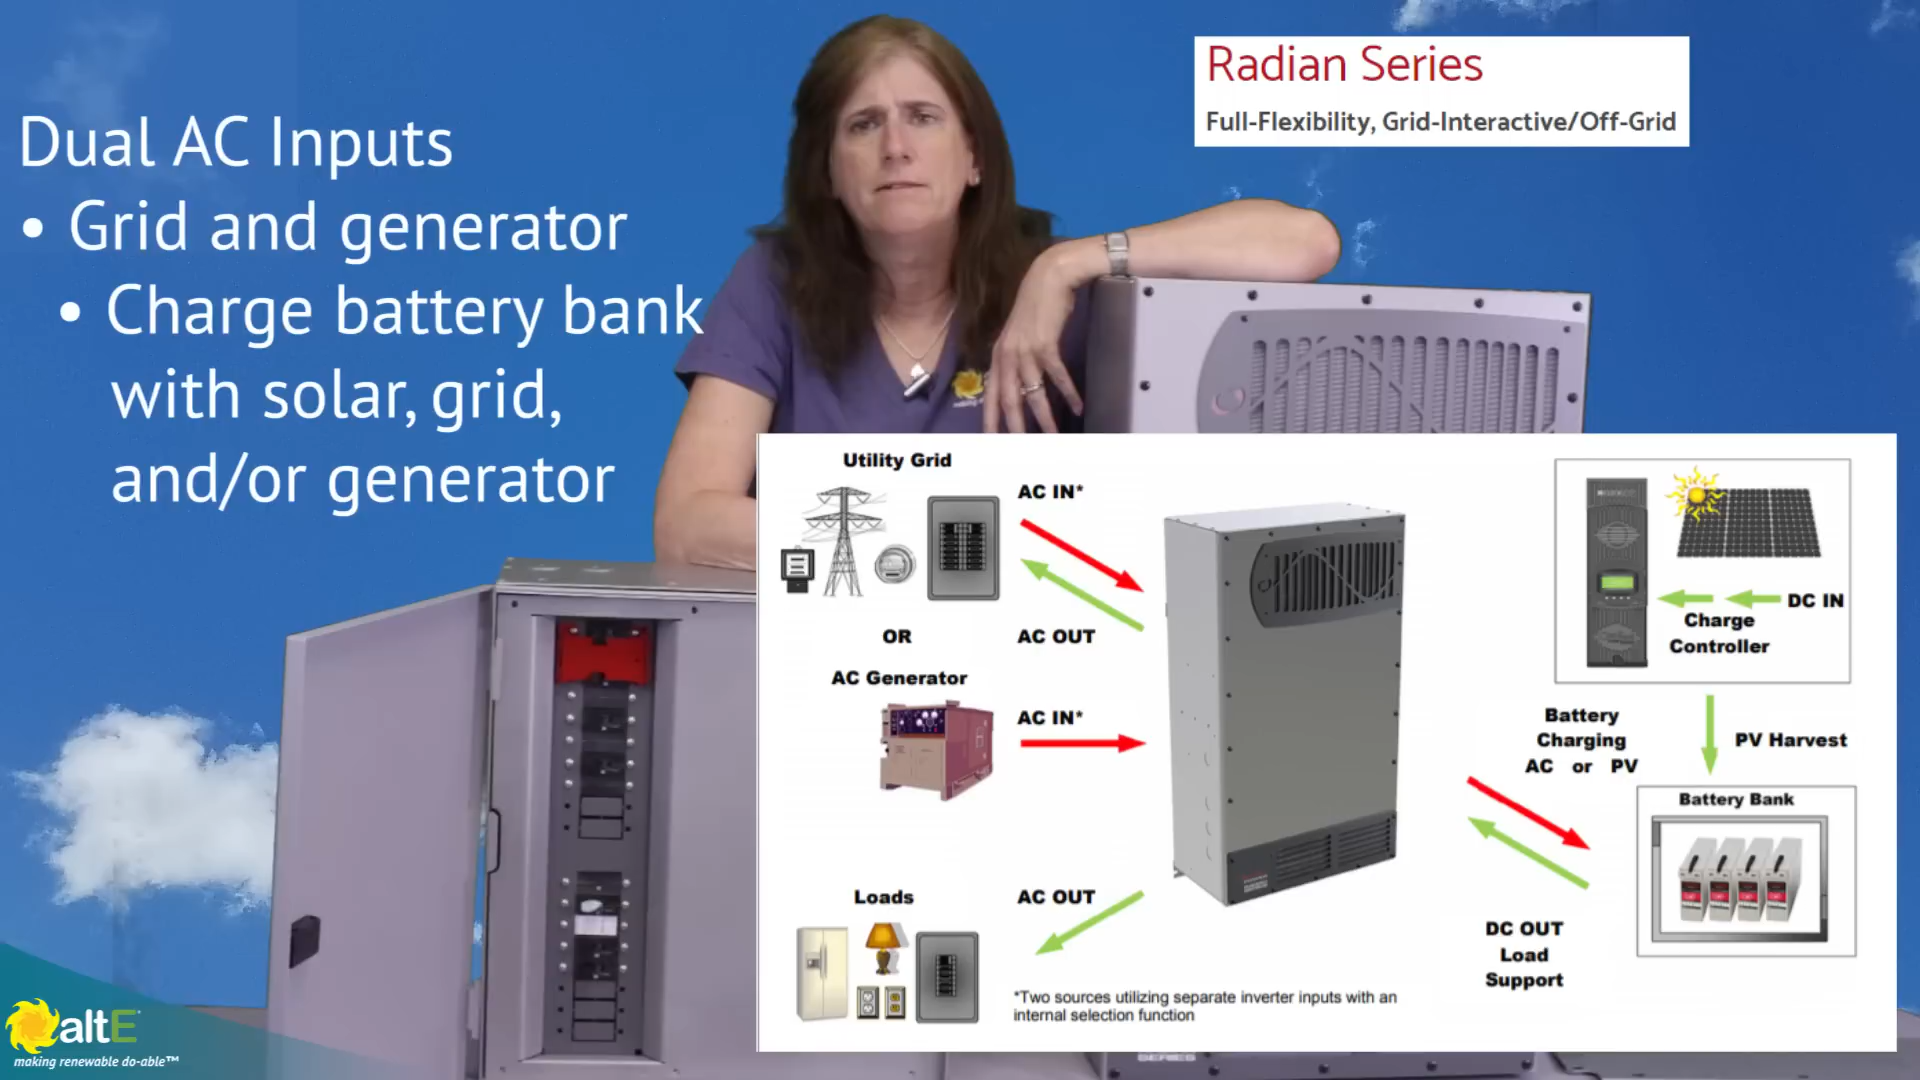 Radian Series
Full-Flexibility, Grid-Interactive/Off-Grid
Dual AC Inputs
• Grid and generator
• Charge battery bank
with solar, grid,
and/or generator
Utility Grid
AC IN*
OR
AC OUT
AC Generator
AC IN*
Loads
AC OUT
*Two sources utilizing separate inverter inputs with an
internal selection function
DC IN
Charge
Controller
Battery
Charging
AC or PV
PV Harvest
Battery Bank
DC OUT
Load
Support
altE
making renewable do-able™
SERIES